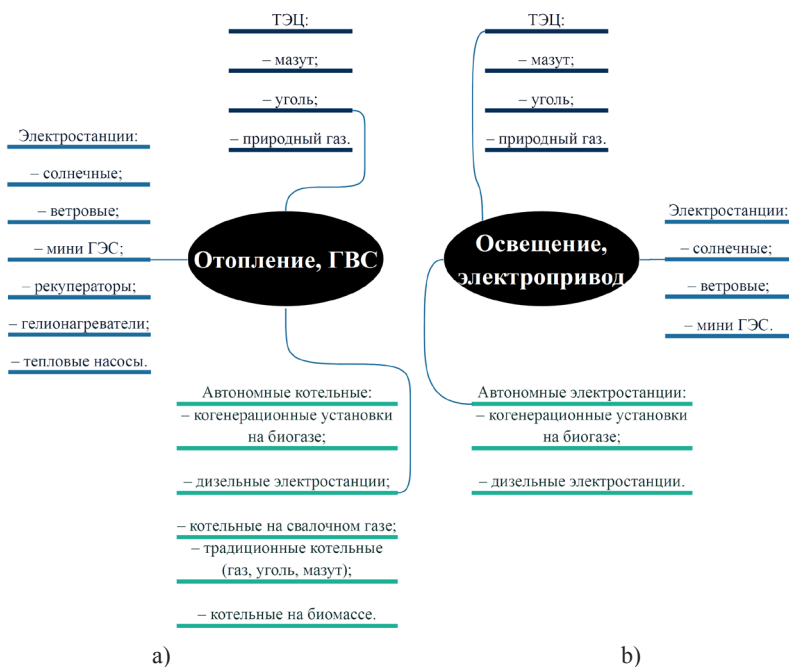 ТЭЦ:
– мазут;
– уголь;
– природный газ.
Электростанции:
– солнечные;
– ветровые;
– мини ГЭС;
– рекуператоры;
– гелионагреватели;
– тепловые насосы.
Отопление, ГВС
Автономные котельные:
– когенерационные установки
на биогазе;
– дизельные электростанции;
– котельные на свалочном газе;
– традиционные котельные
(газ, уголь, мазут);
– котельные на биомассе.
а)
ТЭЦ:
– мазут;
– уголь;
– природный газ.
Освещение,
электропривод
Электростанции:
– солнечные;
– ветровые;
– мини ГЭС.
Автономные электростанции:
– когенерационные установки
на биогазе;
– дизельные электростанции.
b)